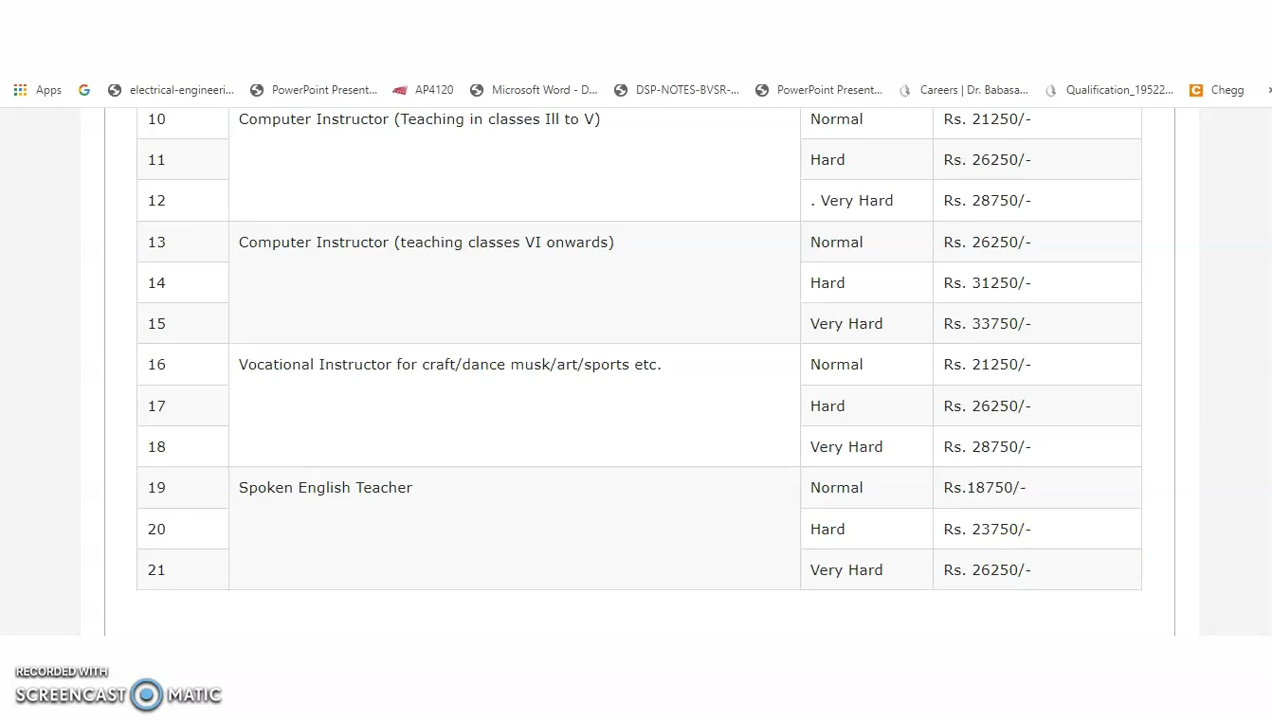 Apps electrical-engineeri... PowerPoint Present... AP4120 Microsoft Word - D... DSP-NOTES-BVSR-... PowerPoint Present... Careers | Dr. Babasa... Qualification_19522... Chegg
10 Computer Instructor (Teaching in classes Ill to V) Normal Rs. 21250/-
11 Hard Rs. 26250/-
12 . Very Hard Rs. 28750/-
13 Computer Instructor (teaching classes VI onwards) Normal Rs. 26250/-
14 Hard Rs. 31250/-
15 Very Hard Rs. 33750/-
16 Vocational Instructor for craft/dance musk/art/sports etc. Normal Rs. 21250/-
17 Hard Rs. 26250/-
18 Very Hard Rs. 28750/-
19 Spoken English Teacher Normal Rs.18750/-
20 Hard Rs. 23750/-
21 Very Hard Rs. 26250/-
RECORDED WITH
SCREENCAST MATIC